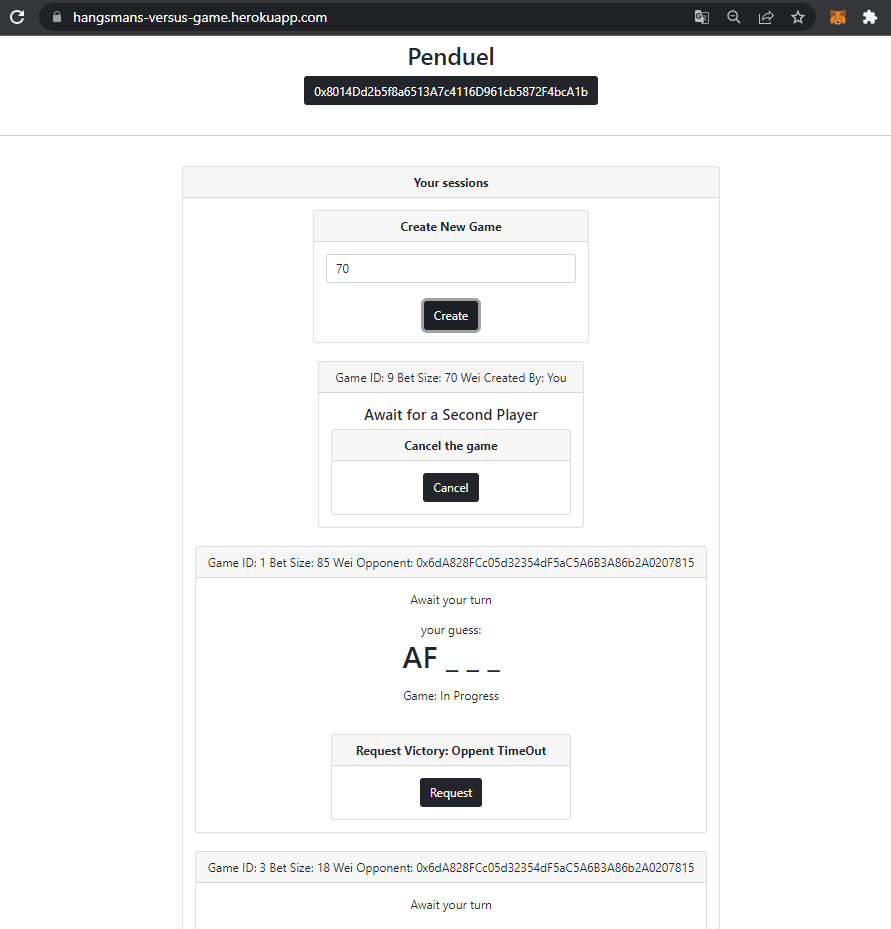 hangsmans-versus-game.herokuapp.com
Penduel
0x8014Dd2b5f8a6513A7c4116D961cb5872F4bcA1b
Your sessions
Create New Game
70
Create
Game ID: 9 Bet Size: 70 Wei Created By: You
Await for a Second Player
Cancel the game
Cancel
Game ID: 1 Bet Size: 85 Wei Opponent: 0x6dA828FCc05d32354dF5aC5A6B3A86b2A0207815
Await your turn
your guess:
AF _ _ _
Game: In Progress
Request Victory: Oppent TimeOut
Request
Game ID: 3 Bet Size: 18 Wei Opponent: 0x6dA828FCc05d32354dF5aC5A6B3A86b2A0207815
Await your turn